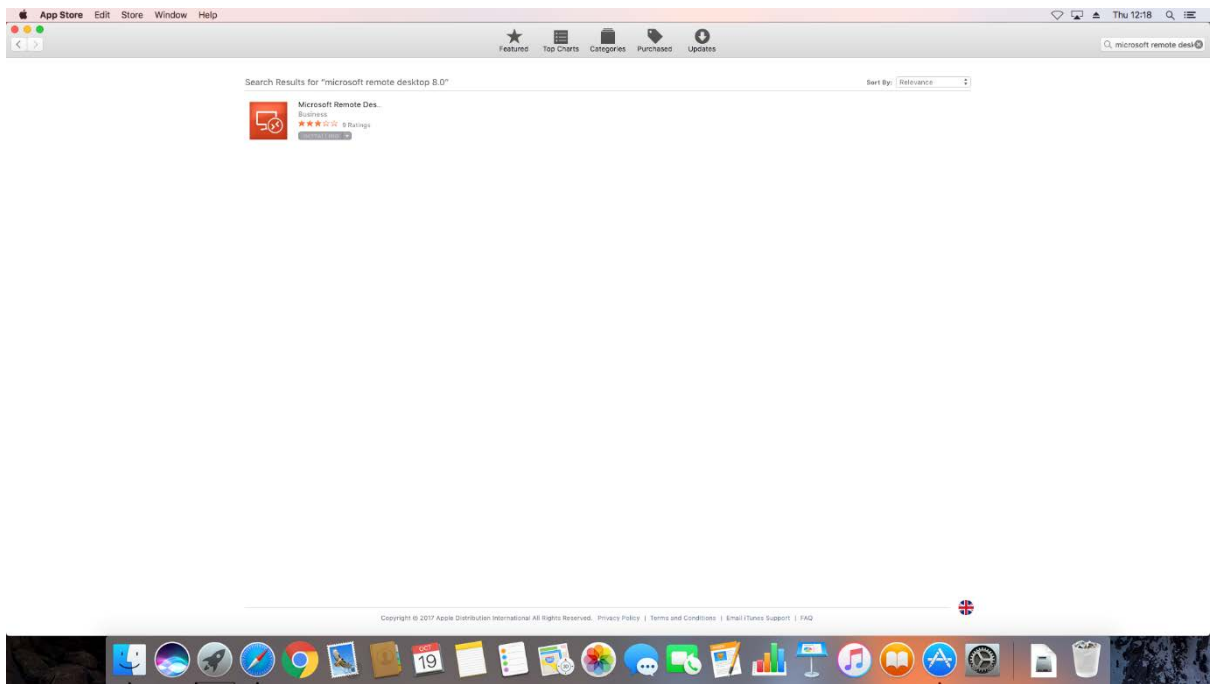 App Store Edit Store Window Help
Thu 12:18
Featured Top Charts Categories Purchased Updates
microsoft remote desk
Search Results for "microsoft remote desktop 8.0"
Sort By: Relevance
Microsoft Remote Des..
Business
★★★☆☆ 9 Ratings
Copyright © 2017 Apple Distribution International All Rights Reserved. Privacy Policy | Terms and Conditions | Email iTunes Support | FAQ
OCT
19